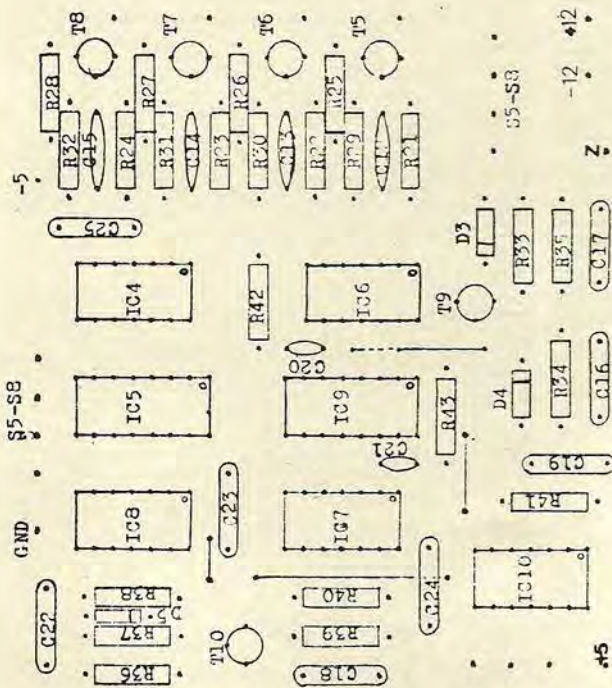 T8
T7
T6
T5
+12
-12
S5-S8
Z
R28
R27
R26
R25
R32
C15
R24
R31
C14
R23
R30
C13
R22
R29
R21
-5
C25
D3
R33
R35
C17
IC4
R42
IC6
T9
C20
S5-S8
IC5
IC9
R43
D4
R34
C16
C21
C19
GND
IC8
C23
IC7
C24
R41
IC10
C22
R38
D5
R37
R36
T10
R40
R39
C18
+5